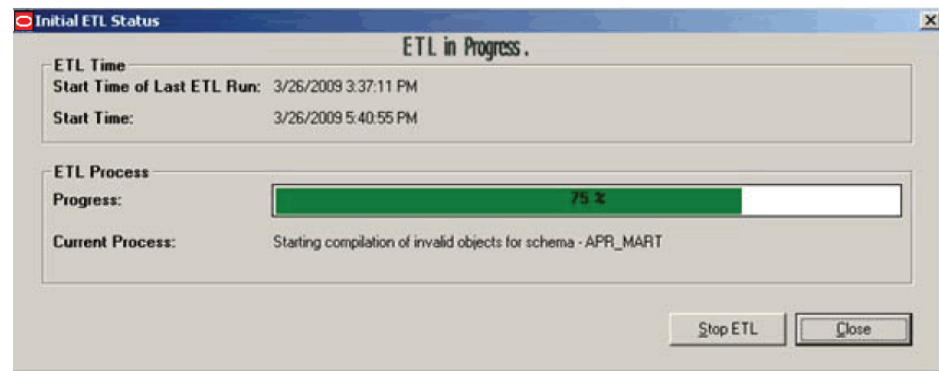 Initial ETL Status
ETL in Progress.
ETL Time
Start Time of Last ETL Run: 3/26/2009 3:37:11 PM
Start Time: 3/26/2009 5:40:55 PM
ETL Process
Progress: 75 %
Current Process: Starting compilation of invalid objects for schema - APR_MART
Stop ETL Close